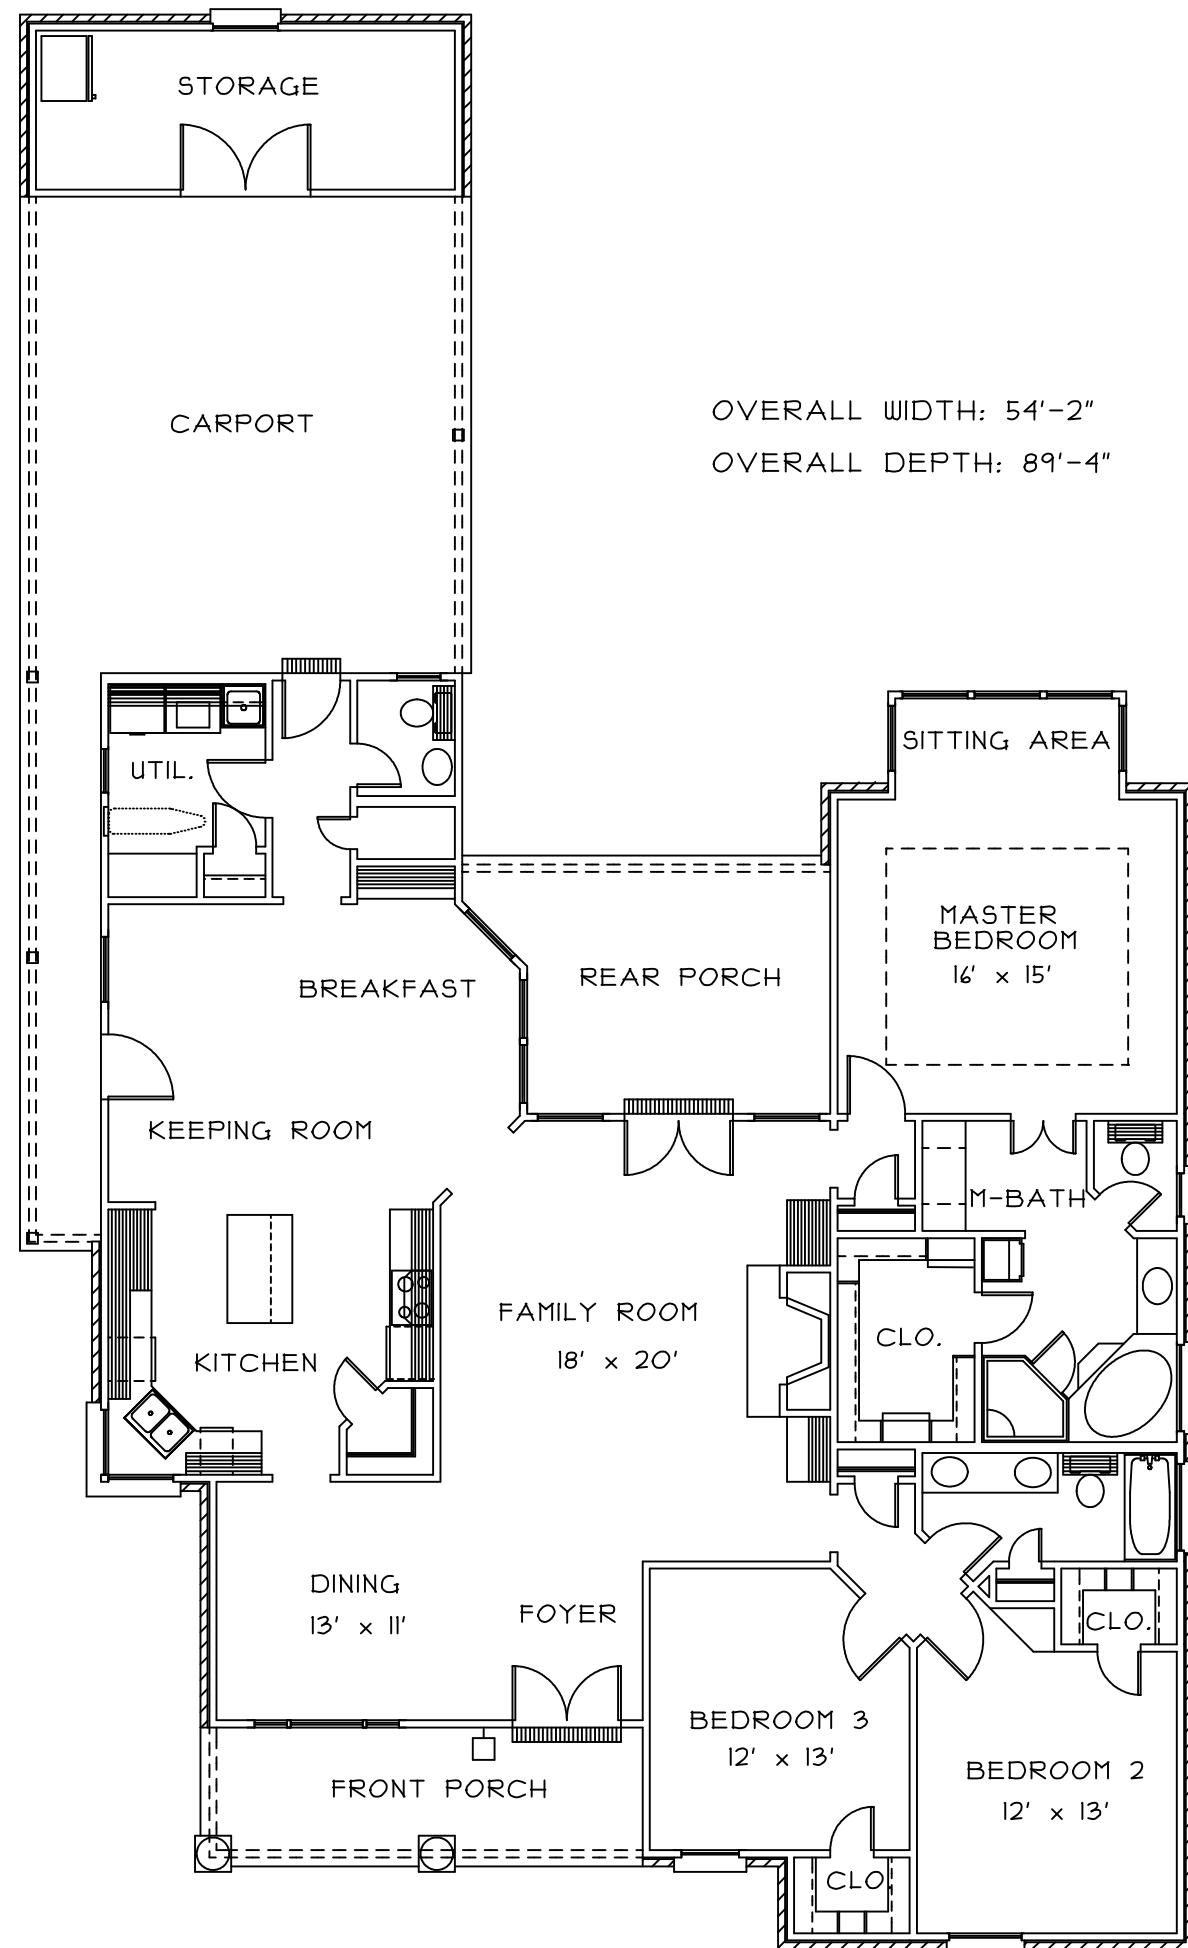 STORAGE
CARPORT
OVERALL WIDTH: 54'-2"
OVERALL DEPTH: 89'-4"
SITTING AREA
UTIL.
MASTER
BEDROOM
16' x 15'
REAR PORCH
BREAKFAST
KEEPING ROOM
M-BATH
FAMILY ROOM
18' x 20'
CLO.
KITCHEN
DINING
13' x 11'
FOYER
CLO.
BEDROOM 3
12' x 13'
BEDROOM 2
12' x 13'
FRONT PORCH
CLO.